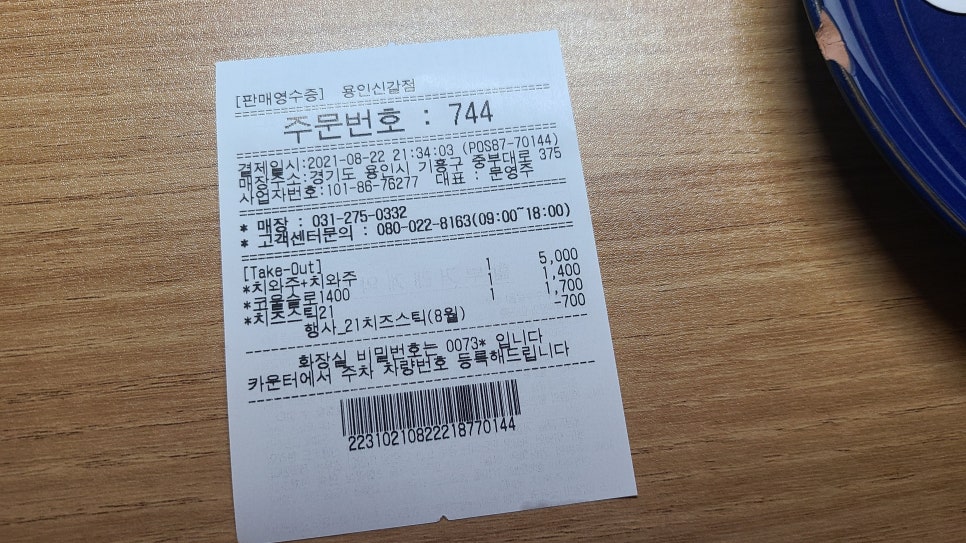 [판매영수증] 용인신갈점
주문번호 : 744
결제일시:2021-08-22 21:34:03 (POS87-70144)
매장주소:경기도 용인시 기흥구 중부대로 375
사업자번호:101-86-76277 대표 : 문영주
* 매장 : 031-275-0332
* 고객센터문의 : 080-022-8163(09:00~18:00)
[Take-Out]
*치와주+치와주 1 5,000
*코울슬로1400 1 1,400
*치즈스틱21 1 1,700
행사_21치즈스틱(8월) -700
화장실 비밀번호는 0073* 입니다
카운터에서 주차 차량번호 등록해드립니다
22310210822218770144